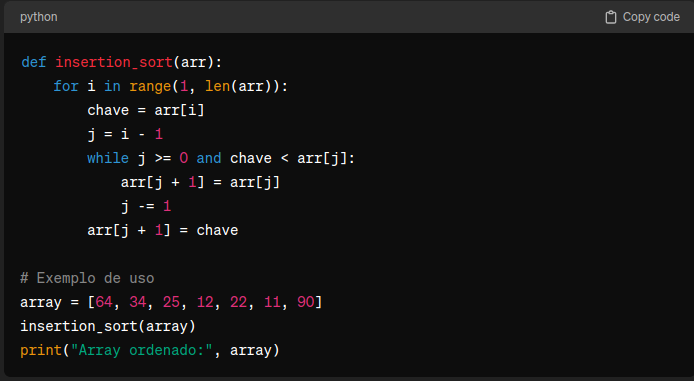 python
Copy code
def insertion_sort(arr):
    for i in range(1, len(arr)):
        chave = arr[i]
        j = i - 1
        while j >= 0 and chave < arr[j]:
            arr[j + 1] = arr[j]
            j -= 1
        arr[j + 1] = chave

# Exemplo de uso
array = [64, 34, 25, 12, 22, 11, 90]
insertion_sort(array)
print("Array ordenado:", array)